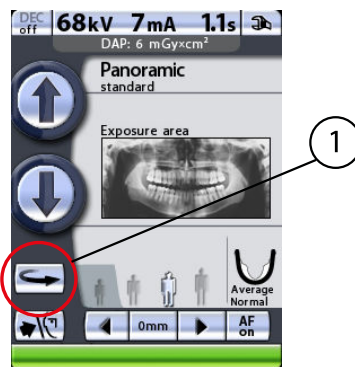 DEC
off
68kV 7mA 1.1s
DAP: 6 mGy×cm²
Panoramic
standard
Exposure area
1
Average
Normal
0mm
AF
on